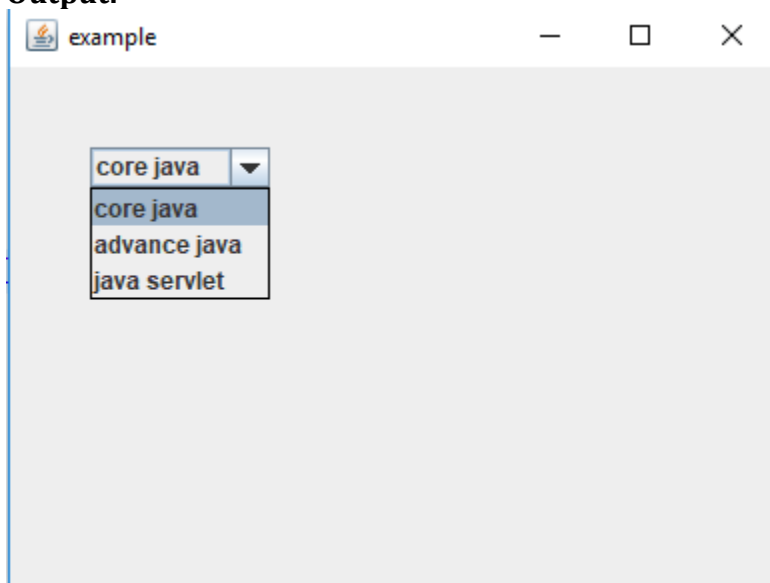 Output:
example
core java
core java
advance java
java servlet